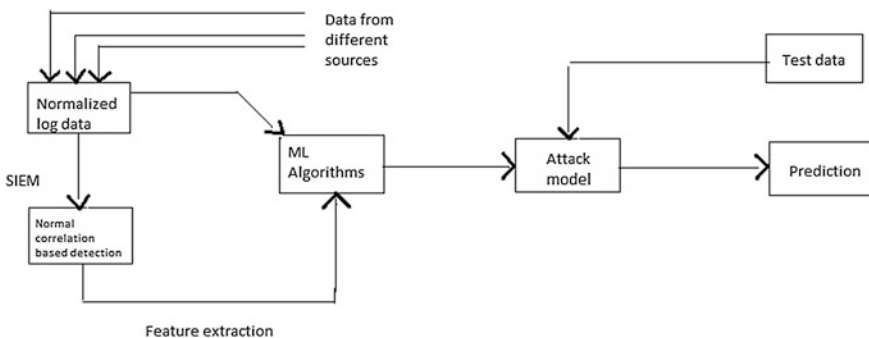 Data from
different
sources
Normalized
log data
SIEM
Normal
correlation
based detection
Feature extraction
ML
Algorithms
Attack
model
Test data
Prediction